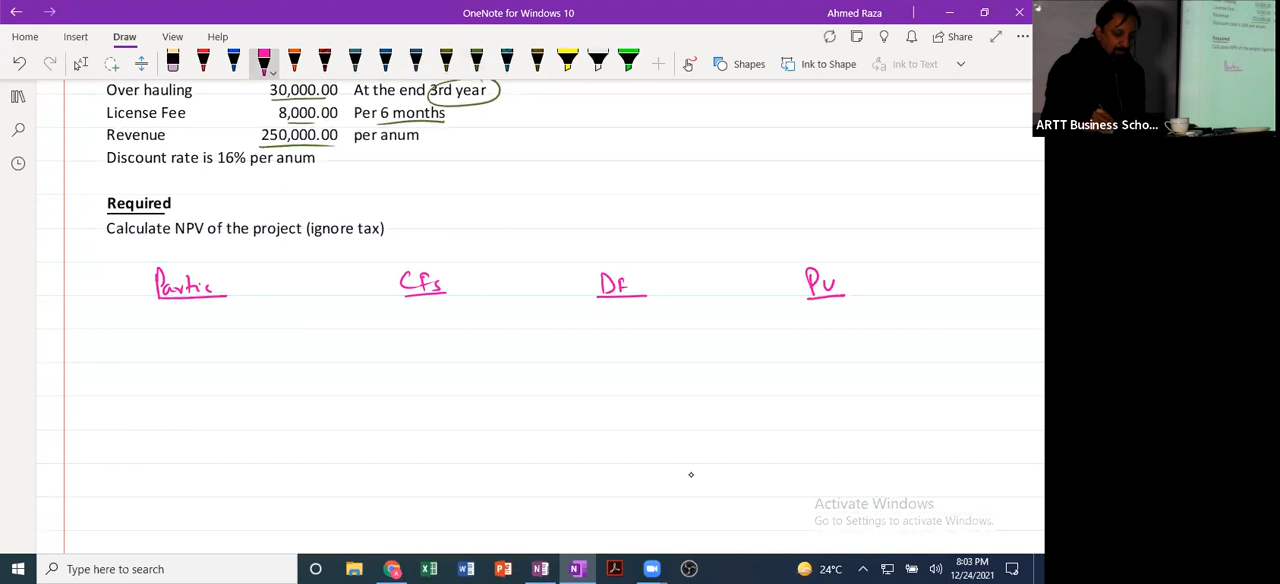 OneNote for Windows 10
Ahmed Raza
Home Insert Draw View Help
Share
Shapes
Ink to Shape
Ink to Text
Over hauling 30,000.00 At the end 3rd year
License Fee 8,000.00 Per 6 months
Revenue 250,000.00 per anum
Discount rate is 16% per anum
Required
Calculate NPV of the project (ignore tax)
Partic CFs DF PV
ARTT Business Scho...
Activate Windows
Go to Settings to activate Windows.
Type here to search
24°C
8:03 PM
12/24/2021